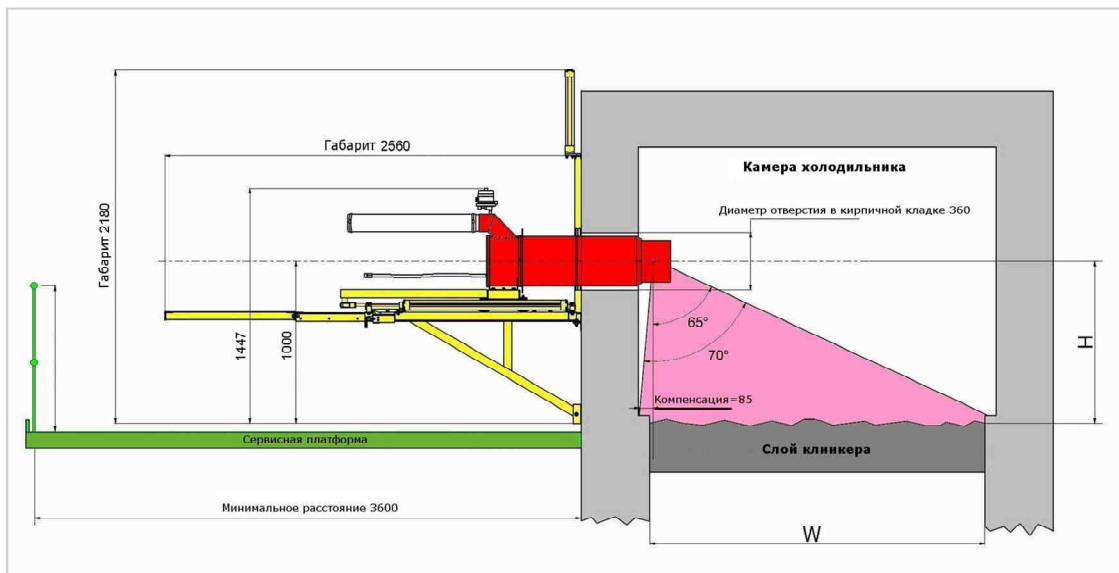 Габарит 2560
Камера холодильника
Диаметр отверстия в кирпичной кладке 360
Габарит 2180
1447
1000
65°
70°
H
Компенсация=85
Сервисная платформа
Слой клинкера
Минимальное расстояние 3600
W